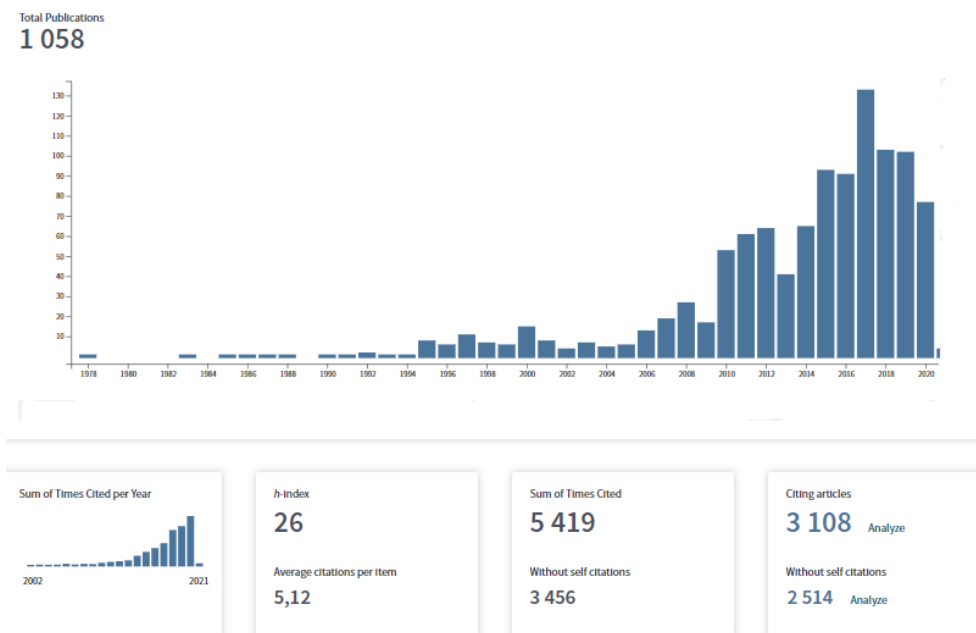 Total Publications
1 058
130
120
110
100
90
80
70
60
50
40
30
20
10
1978 1980 1982 1984 1986 1988 1990 1992 1994 1996 1998 2000 2002 2004 2006 2008 2010 2012 2014 2016 2018 2020
Sum of Times Cited per Year
2002 2021
h-index
26
Average citations per item
5,12
Sum of Times Cited
5 419
Without self citations
3 456
Citing articles
3 108 Analyze
Without self citations
2 514 Analyze